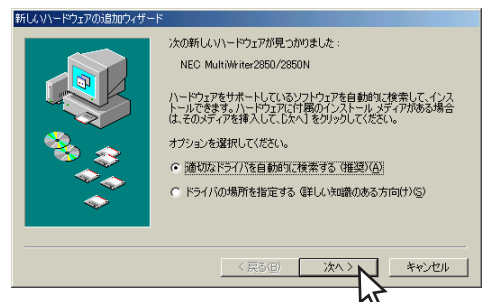 新しいハードウェアの追加ウィザード
次の新しいハードウェアが見つかりました:
NEC MultiWriter2850/2850N
ハードウェアをサポートしているソフトウェアを自動的に検索して、インス
トールできます。ハードウェアに付属のインストール メディアがある場合
は、そのメディアを挿入して、[次へ] をクリックしてください。
オプションを選択してください。
適切なドライバを自動的に検索する (推奨)(A)
ドライバの場所を指定する (詳しい知識のある方向け)(S)
< 戻る(B)
次へ >
キャンセル